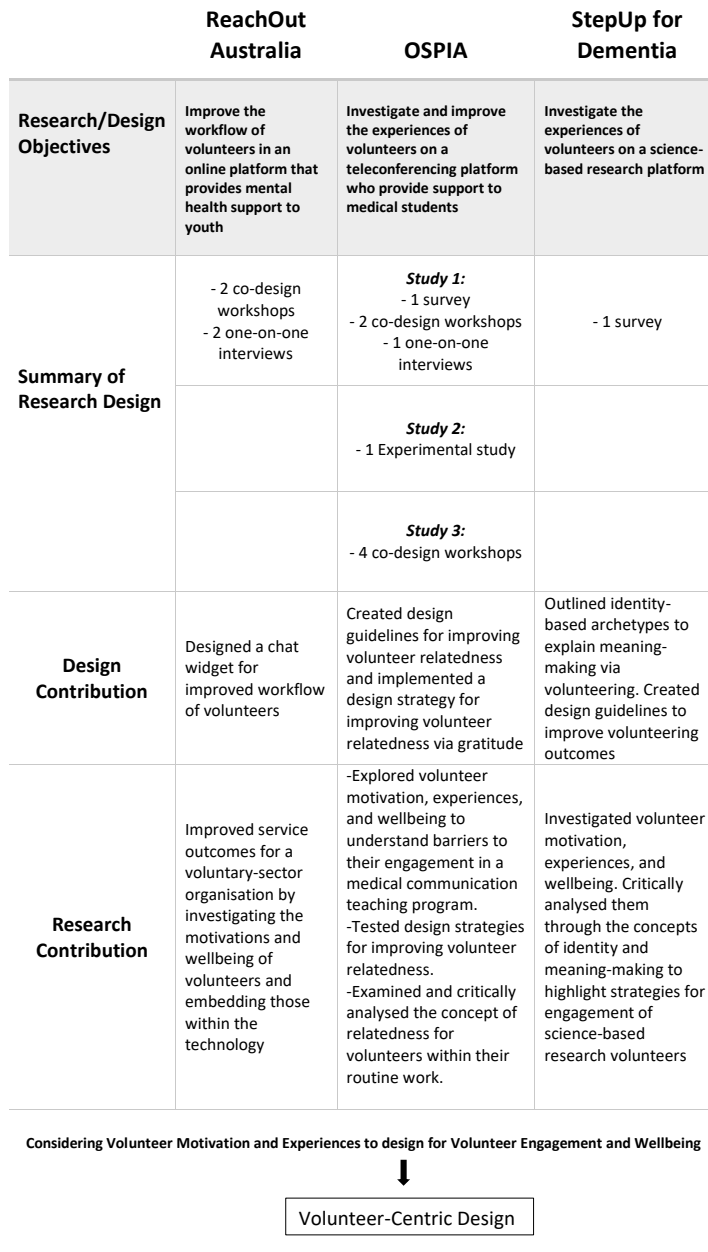 ReachOut
Australia
OSPIA
StepUp for
Dementia
Research/Design
Objectives
Improve the
workflow of
volunteers in an
online platform that
provides mental
health support to
youth
Investigate and improve
the experiences of
volunteers on a
teleconferencing platform
who provide support to
medical students
Investigate the
experiences of
volunteers on a science-
based research platform
Summary of
Research Design
- 2 co-design
workshops
- 2 one-on-one
interviews
Study 1:
- 1 survey
- 2 co-design workshops
- 1 one-on-one
interviews
- 1 survey
Study 2:
- 1 Experimental study
Study 3:
- 4 co-design workshops
Design
Contribution
Designed a chat
widget for
improved workflow
of volunteers
Created design
guidelines for improving
volunteer relatedness
and implemented a
design strategy for
improving volunteer
relatedness via gratitude
Outlined identity-
based archetypes to
explain meaning-
making via
volunteering. Created
design guidelines to
improve volunteering
outcomes
Research
Contribution
Improved service
outcomes for a
voluntary-sector
organisation by
investigating the
motivations and
wellbeing of
volunteers and
embedding those
within the
technology
-Explored volunteer
motivation, experiences,
and wellbeing to
understand barriers to
their engagement in a
medical communication
teaching program.
-Tested design strategies
for improving volunteer
relatedness.
-Examined and critically
analysed the concept of
relatedness for
volunteers within their
routine work.
Investigated volunteer
motivation,
experiences, and
wellbeing. Critically
analysed them
through the concepts
of identity and
meaning-making to
highlight strategies for
engagement of
science-based
research volunteers
Considering Volunteer Motivation and Experiences to design for Volunteer Engagement and Wellbeing
Volunteer-Centric Design